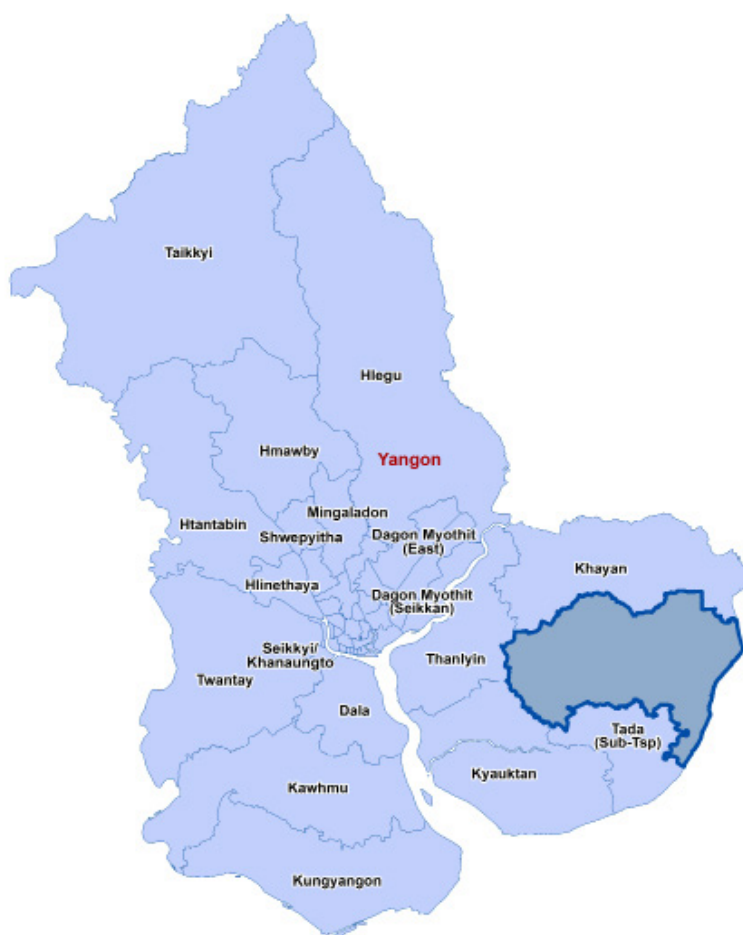 Taikkyi
Hlegu
Hmawby
Yangon
Mingaladon
Htantabin
Shwepyitha
Dagon Myothit
(East)
Khayan
Hlinethaya
Dagon Myothit
(Seikkan)
Seikkyi/
Khanaungto
Thanlyin
Twantay
Dala
Tada
(Sub-Tsp)
Kyauktan
Kawhmu
Kungyangon